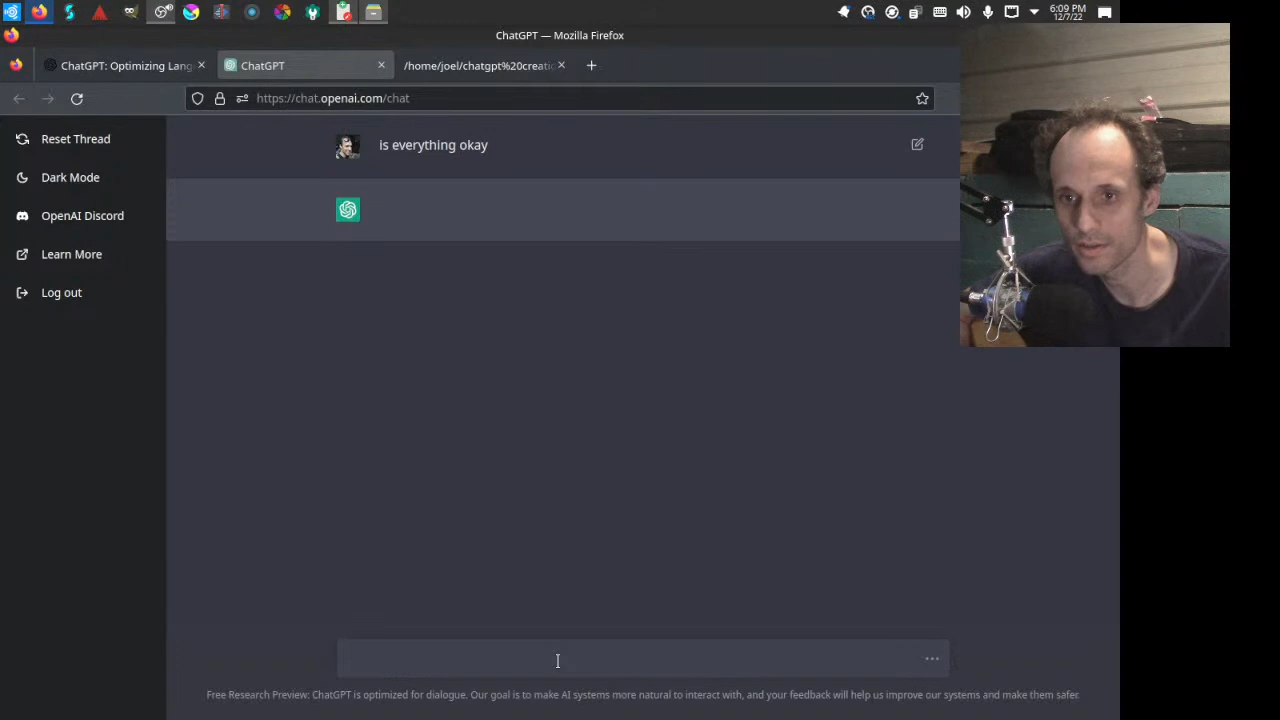 6:09 PM
12/7/22
ChatGPT — Mozilla Firefox
ChatGPT: Optimizing Lang
ChatGPT
/home/joel/chatgpt%20creatio
https://chat.openai.com/chat
Reset Thread
Dark Mode
OpenAI Discord
Learn More
Log out
is everything okay
Free Research Preview: ChatGPT is optimized for dialogue. Our goal is to make AI systems more natural to interact with, and your feedback will help us improve our systems and make them safer.